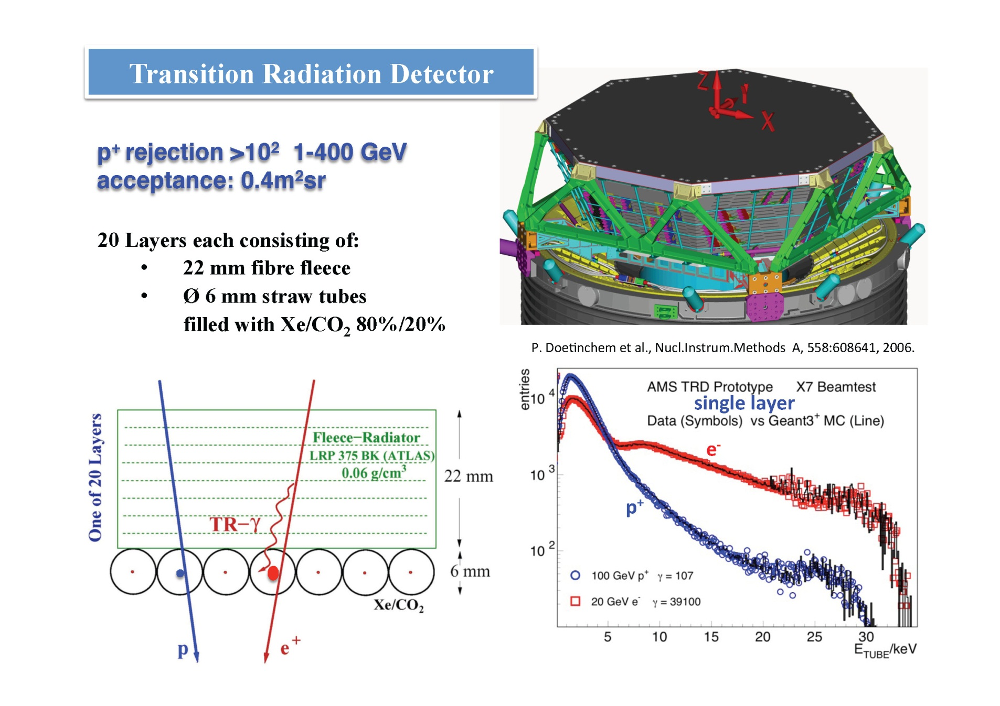 Transition Radiation Detector
p⁺ rejection >10² 1-400 GeV
acceptance: 0.4m²sr
20 Layers each consisting of:
• 22 mm fibre fleece
• Ø 6 mm straw tubes
filled with Xe/CO₂ 80%/20%
Z
Y
X
P. Doetinchem et al., Nucl.Instrum.Methods A, 558:608641, 2006.
One of 20 Layers
Fleece−Radiator
LRP 375 BK (ATLAS)
0.06 g/cm³
22 mm
TR−γ
6 mm
Xe/CO₂
p
e⁺
entries
AMS TRD Prototype X7 Beamtest
single layer
Data (Symbols) vs Geant3⁺ MC (Line)
10⁴
10³
10²
e⁻
p⁺
100 GeV p⁺ γ = 107
20 GeV e⁻ γ = 39100
5 10 15 20 25 30
E_TUBE/keV